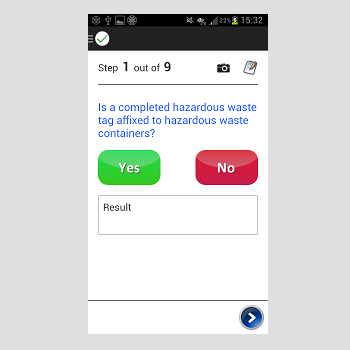 22% 15:32
Step 1 out of 9
Is a completed hazardous waste
tag affixed to hazardous waste
containers?
Yes No
Result